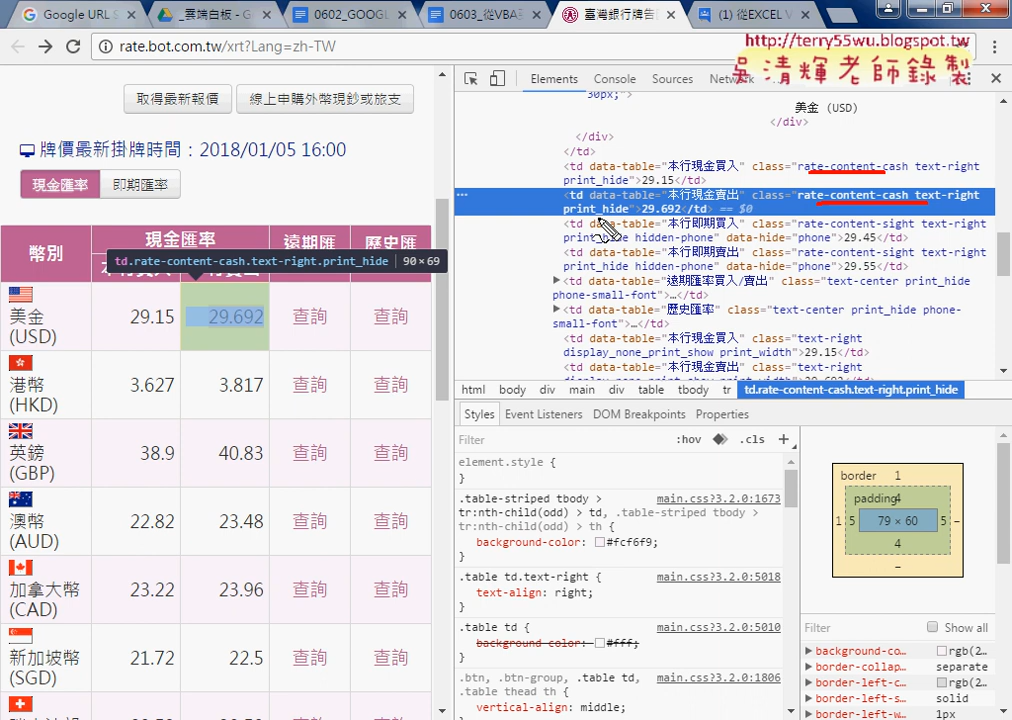 Google URL S
_雲端白板 - G
0602_GOOGL
0603_從VBA
臺灣銀行牌告
(1) 從EXCEL V
rate.bot.com.tw/xrt?Lang=zh-TW
http://terry55wu.blogspot.tw
吳清輝老師錄製
取得最新報價
線上申購外幣現鈔或旅支
牌價最新掛牌時間：2018/01/05 16:00
現金匯率
即期匯率
幣別
現金匯率
遠期匯
歷史匯
td.rate-content-cash.text-right.print_hide 90×69
美金
(USD)
29.15
29.692
查詢
查詢
港幣
(HKD)
3.627
3.817
查詢
查詢
英鎊
(GBP)
38.9
40.83
查詢
查詢
澳幣
(AUD)
22.82
23.48
查詢
查詢
加拿大幣
(CAD)
23.22
23.96
查詢
查詢
新加坡幣
(SGD)
21.72
22.5
查詢
查詢
Elements
Console
Sources
Network
30px;">
美金 (USD)
</div>
</div>
</td>
<td data-table="本行現金買入" class="rate-content-cash text-right
print_hide">29.15</td>
<td data-table="本行現金賣出" class="rate-content-cash text-right
print_hide">29.692</td> == $0
<td data-table="本行即期買入" class="rate-content-sight text-right
print_hide hidden-phone" data-hide="phone">29.45</td>
<td data-table="本行即期賣出" class="rate-content-sight text-right
print_hide hidden-phone" data-hide="phone">29.55</td>
<td data-table="遠期匯率買入/賣出" class="text-center print_hide
phone-small-font">…</td>
<td data-table="歷史匯率" class="text-center print_hide phone-
small-font">…</td>
<td data-table="本行現金買入" class="text-right
display_none_print_show print_width">29.15</td>
<td data-table="本行現金賣出" class="text-right
html body div main div table tbody tr td.rate-content-cash.text-right.print_hide
Styles
Event Listeners
DOM Breakpoints
Properties
Filter
:hov
.cls
+
element.style {
}
.table-striped tbody > main.css?3.2.0:1673
tr:nth-child(odd) > td, .table-striped tbody >
tr:nth-child(odd) > th {
background-color: #fcf6f9;
}
.table td.text-right { main.css?3.2.0:5018
text-align: right;
}
.table td { main.css?3.2.0:5010
background-color: #fff;
}
.btn, .btn-group, .table td, main.css?3.2.0:1806
.table thead th {
vertical-align: middle;
border 1
padding 4
1 5 79 × 60 5 –
4
–
Filter
Show all
background-co… rgb(2…
border-collap… separate
border-left-c… rgb(2…
border-left-s… solid
border-left-w… 1px